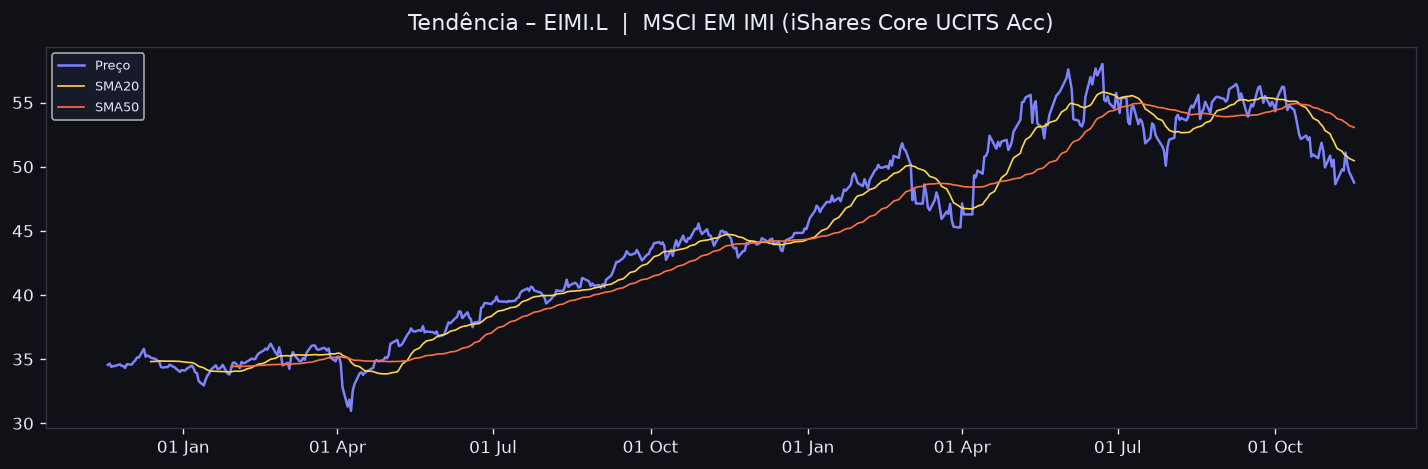 Tendência – EIMI.L | MSCI EM IMI (iShares Core UCITS Acc)
Preço
SMA20
SMA50
55
50
45
40
35
30
01 Jan
01 Apr
01 Jul
01 Oct
01 Jan
01 Apr
01 Jul
01 Oct